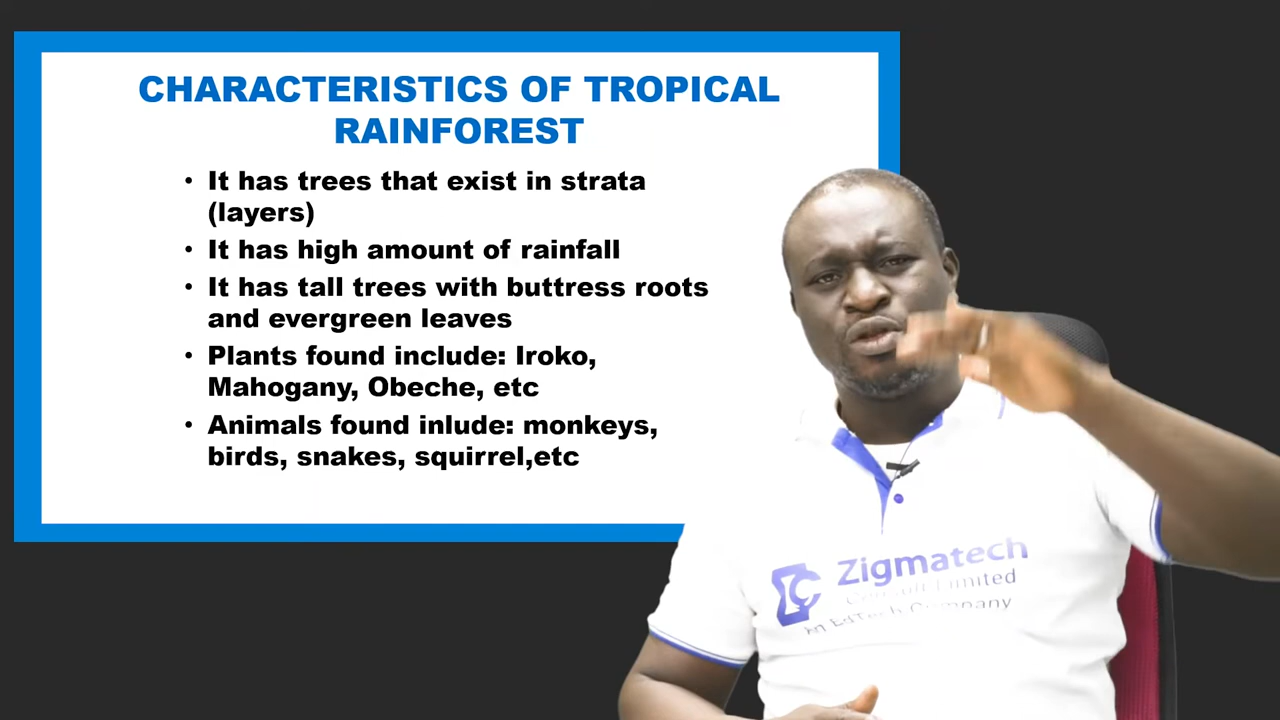 CHARACTERISTICS OF TROPICAL
RAINFOREST
• It has trees that exist in strata
(layers)
• It has high amount of rainfall
• It has tall trees with buttress roots
and evergreen leaves
• Plants found include: Iroko,
Mahogany, Obeche, etc
• Animals found inlude: monkeys,
birds, snakes, squirrel,etc
Zigmatech
Consult Limited
An EdTech Company